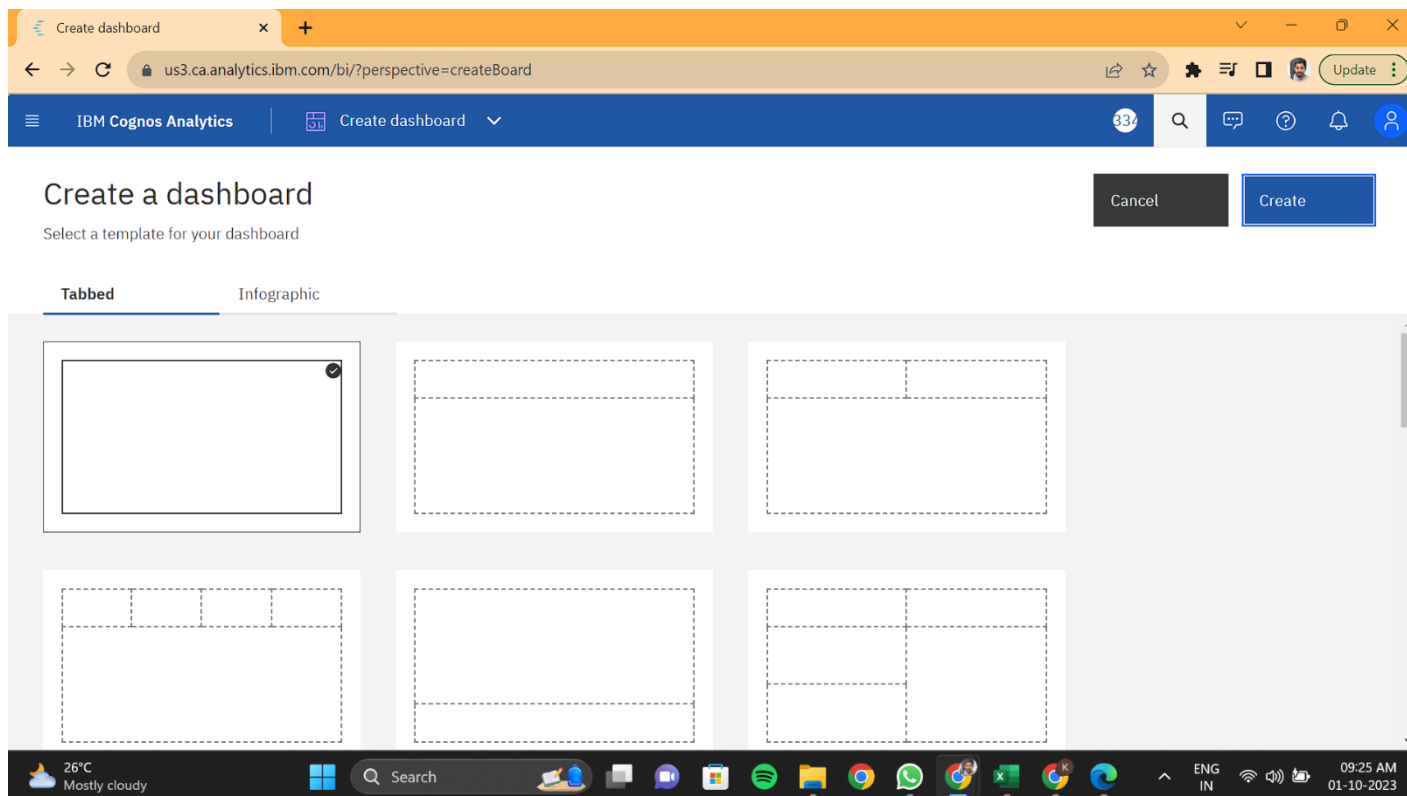 Create dashboard
us3.ca.analytics.ibm.com/bi/?perspective=createBoard
Update
IBM Cognos Analytics
Create dashboard
334
Create a dashboard
Cancel
Create
Select a template for your dashboard
Tabbed
Infographic
26°C
Mostly cloudy
Search
K
ENG
IN
09:25 AM
01-10-2023